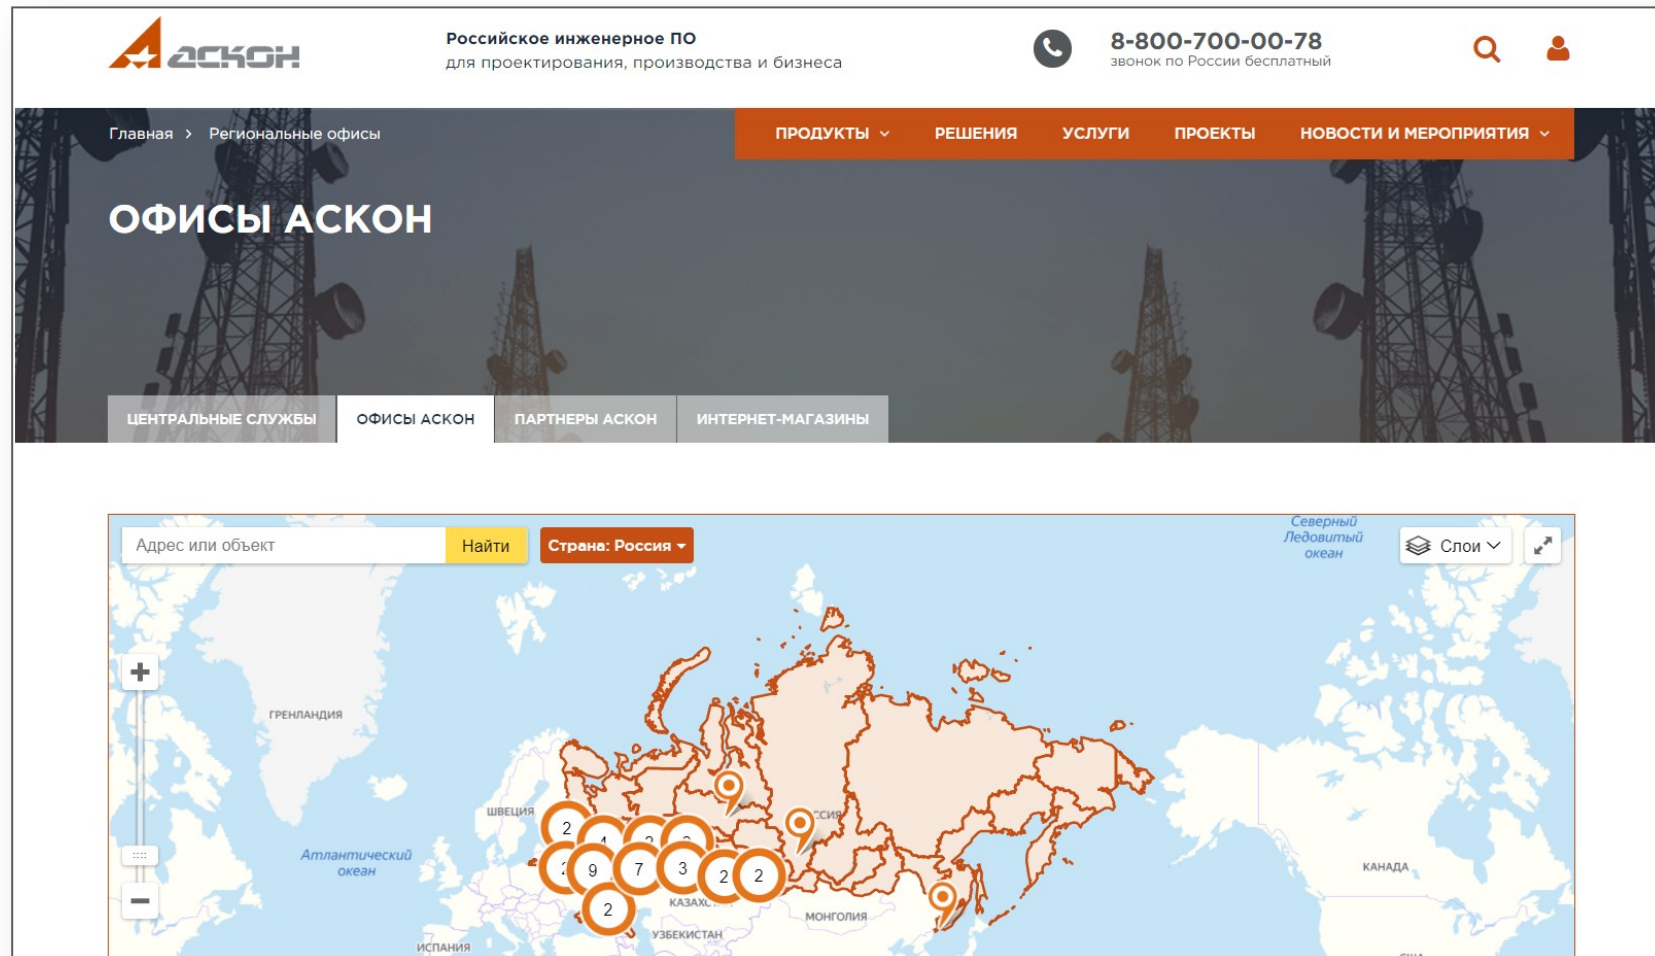 АСКОН
Российское инженерное ПО
для проектирования, производства и бизнеса
8-800-700-00-78
звонок по России бесплатный
Главная > Региональные офисы
ПРОДУКТЫ РЕШЕНИЯ УСЛУГИ ПРОЕКТЫ НОВОСТИ И МЕРОПРИЯТИЯ
ОФИСЫ АСКОН
ЦЕНТРАЛЬНЫЕ СЛУЖБЫ ОФИСЫ АСКОН ПАРТНЕРЫ АСКОН ИНТЕРНЕТ-МАГАЗИНЫ
Адрес или объект Найти Страна: Россия
Северный
Ледовитый
океан
Слои
ГРЕНЛАНДИЯ
ШВЕЦИЯ
2
Атлантический
океан
КАНАДА
9 7 3 2 2
2
МОНГОЛИЯ
УЗБЕКИСТАН
ИСПАНИЯ